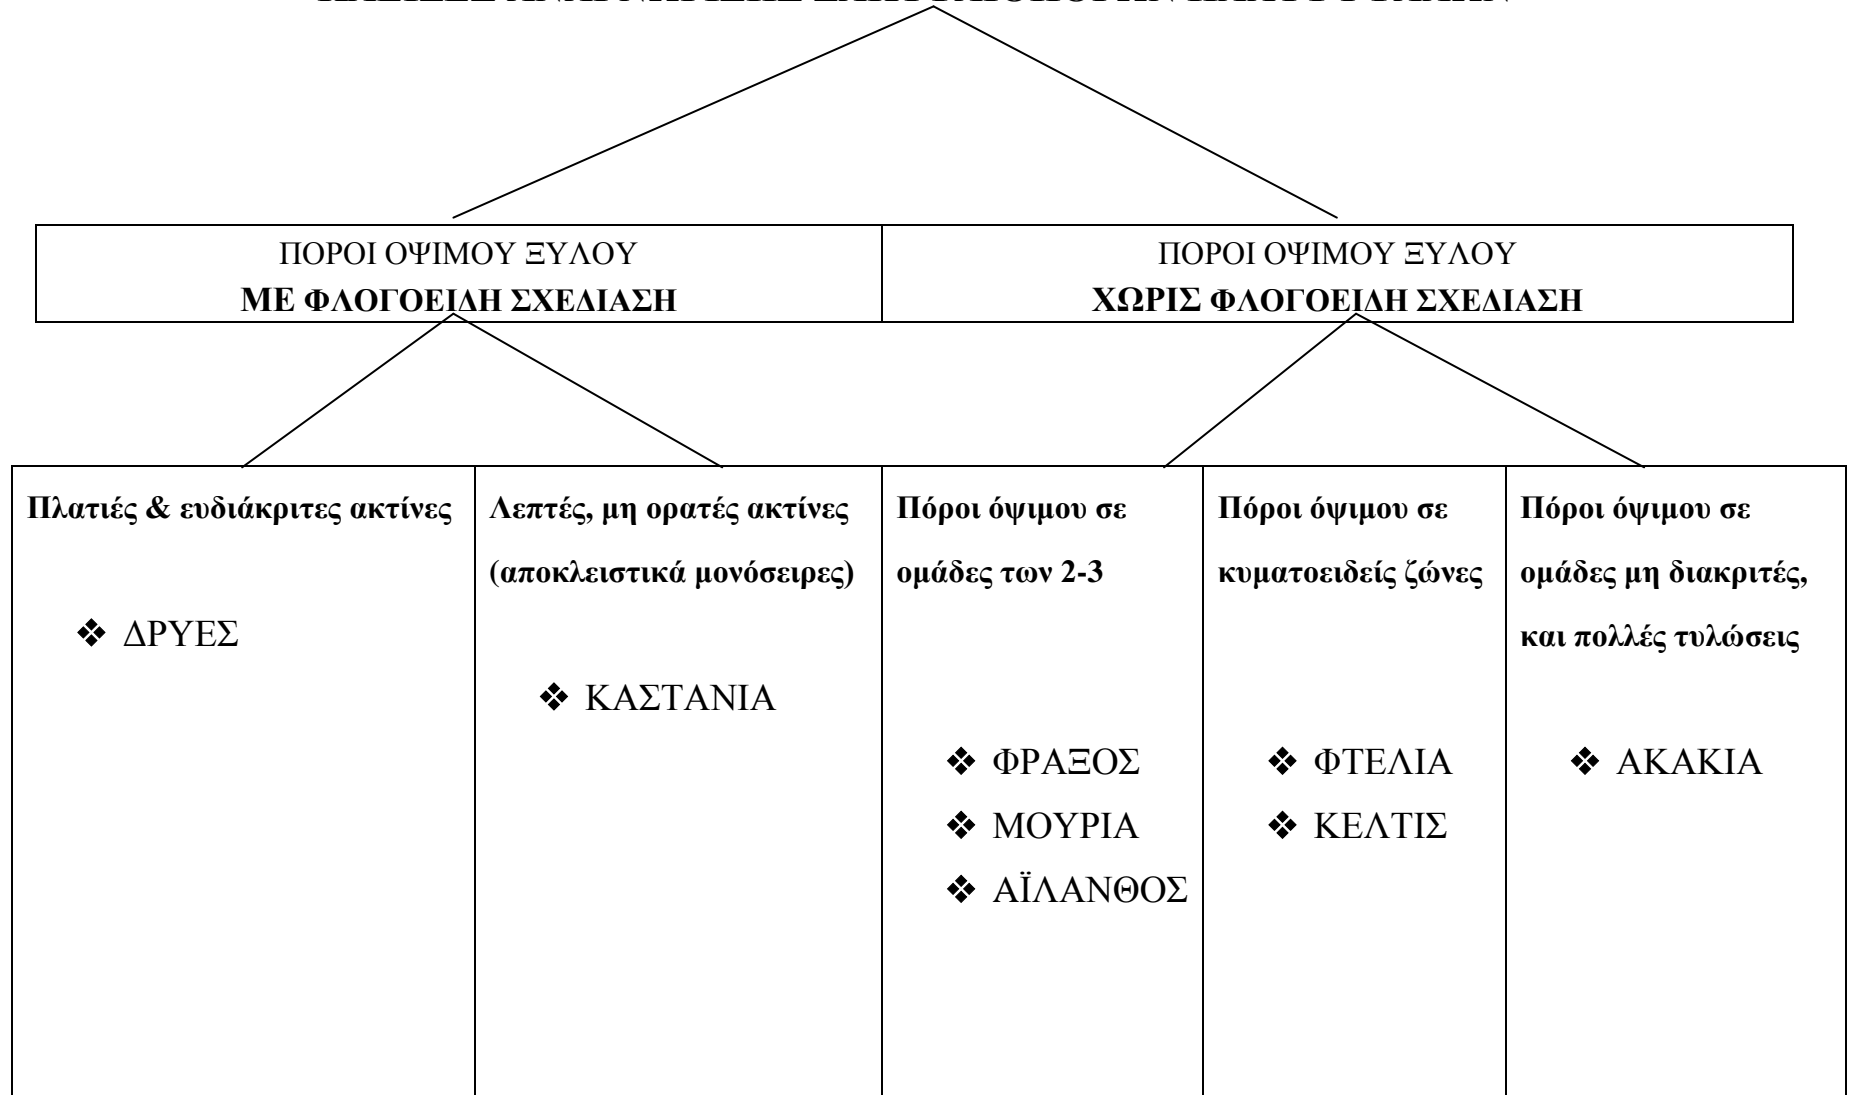 ΠΟΡΟΙ ΟΨΙΜΟΥ ΞΥΛΟΥ
ΜΕ ΦΛΟΓΟΕΙΔΗ ΣΧΕΔΙΑΣΗ
ΠΟΡΟΙ ΟΨΙΜΟΥ ΞΥΛΟΥ
ΧΩΡΙΣ ΦΛΟΓΟΕΙΔΗ ΣΧΕΔΙΑΣΗ
Πλατιές & ευδιάκριτες ακτίνες
❖ ΔΡΥΕΣ
Λεπτές, μη ορατές ακτίνες
(αποκλειστικά μονόσειρες)
❖ ΚΑΣΤΑΝΙΑ
Πόροι όψιμου σε
ομάδες των 2-3
❖ ΦΡΑΞΟΣ
❖ ΜΟΥΡΙΑ
❖ ΑΪΛΑΝΘΟΣ
Πόροι όψιμου σε
κυματοειδείς ζώνες
❖ ΦΤΕΛΙΑ
❖ ΚΕΛΤΙΣ
Πόροι όψιμου σε
ομάδες μη διακριτές,
και πολλές τυλώσεις
❖ ΑΚΑΚΙΑ